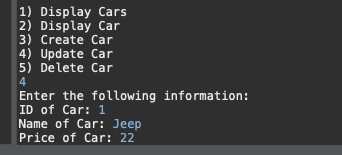 1) Display Cars
2) Display Car
3) Create Car
4) Update Car
5) Delete Car
4
Enter the following information:
ID of Car: 1
Name of Car: Jeep
Price of Car: 22